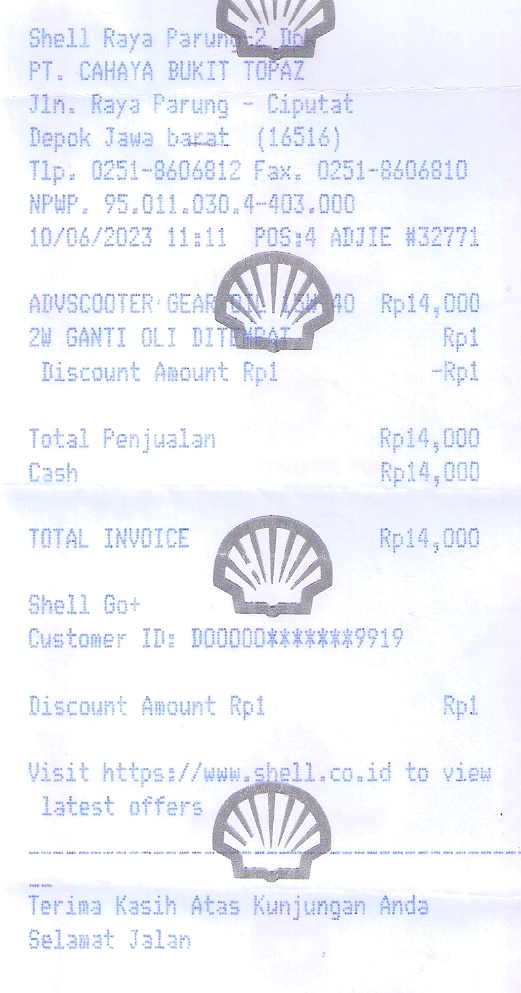 Shell Raya Parung-2 Dp
PT. CAHAYA BUKIT TOPAZ
Jln. Raya Parung - Ciputat
Depok Jawa barat (16516)
Tlp. 0251-8606812 Fax. 0251-8606810
NPWP. 95.011.030.4-403.000
10/06/2023 11:11 POS:4 ADJIE #32771
ADVSCOOTER GEAR OIL 15W-40 Rp14,000
2W GANTI OLI DITEMPAT Rp1
Discount Amount Rp1 -Rp1
Total Penjualan Rp14,000
Cash Rp14,000
TOTAL INVOICE Rp14,000
Shell Go+
Customer ID: D00000*******9919
Discount Amount Rp1 Rp1
Visit https://www.shell.co.id to view
latest offers
Terima Kasih Atas Kunjungan Anda
Selamat Jalan